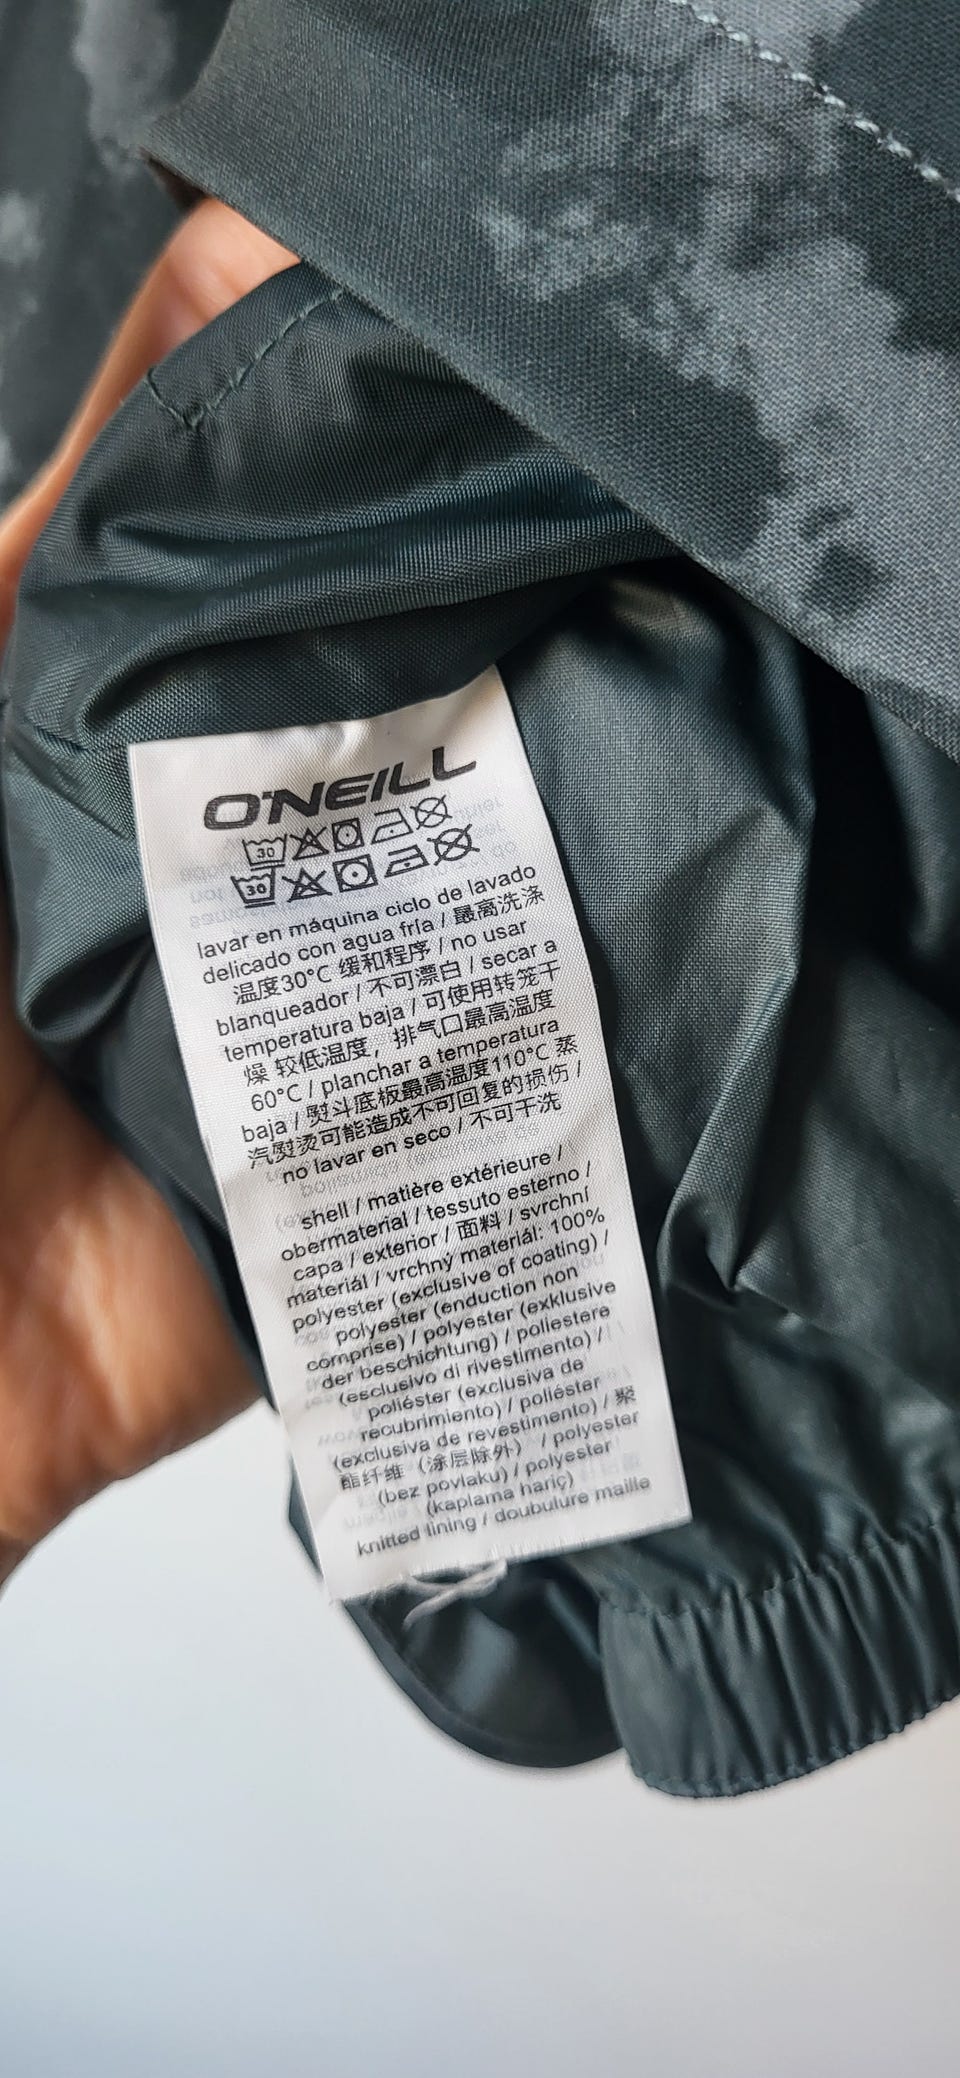 O'NEILL
30
30
lavar en máquina ciclo de lavado
delicado con agua fría / 最高洗涤
温度30°C 缓和程序 / no usar
blanqueador / 不可漂白 / secar a
temperatura baja / 可使用转笼干
燥 较低温度，排气口最高温度
60°C / planchar a temperatura
baja / 熨斗底板最高温度110°C 蒸
汽熨烫可能造成不可回复的损伤 /
no lavar en seco / 不可干洗
shell / matière extérieure /
obermaterial / tessuto esterno /
capa / exterior / 面料 / svrchní
materiál / vrchný materiál: 100%
polyester (exclusive of coating) /
polyester (enduction non
comprise) / polyester (exklusive
der beschichtung) / poliestere
(esclusivo di rivestimento) /
poliéster (exclusiva de
recubrimiento) / poliéster
(exclusiva de revestimento) / 聚
酯纤维（涂层除外） / polyester
(bez povlaku) / polyester
(kaplama hariç)
knitted lining / doubulure maille